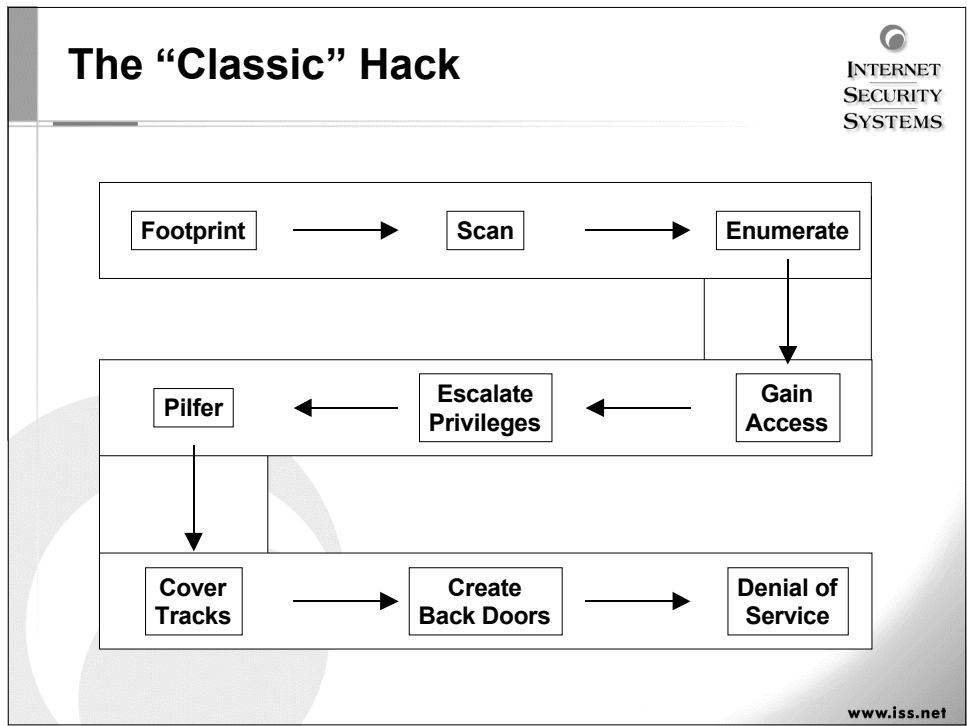 The “Classic” Hack
INTERNET
SECURITY
SYSTEMS
Footprint
Scan
Enumerate
Gain
Access
Escalate
Privileges
Pilfer
Cover
Tracks
Create
Back Doors
Denial of
Service
www.iss.net